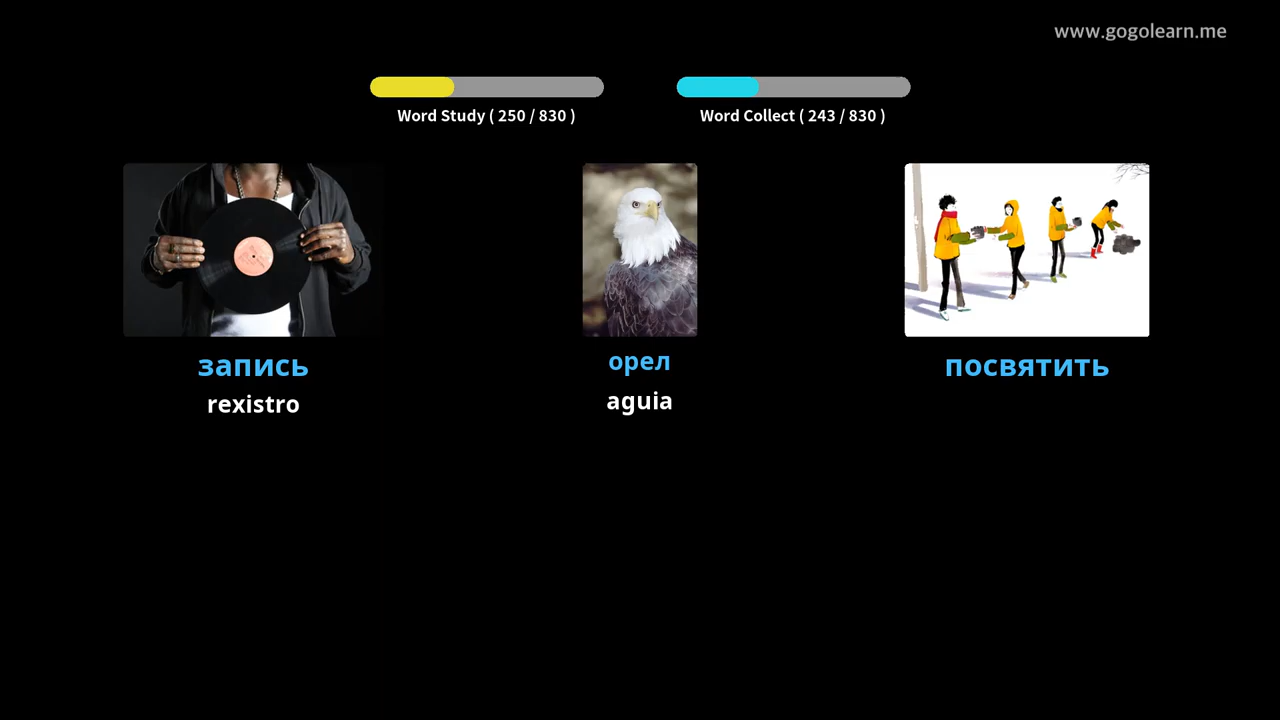 www.gogolearn.me
Word Study ( 250 / 830 )
Word Collect ( 243 / 830 )
запись
rexistro
орел
aguia
посвятить